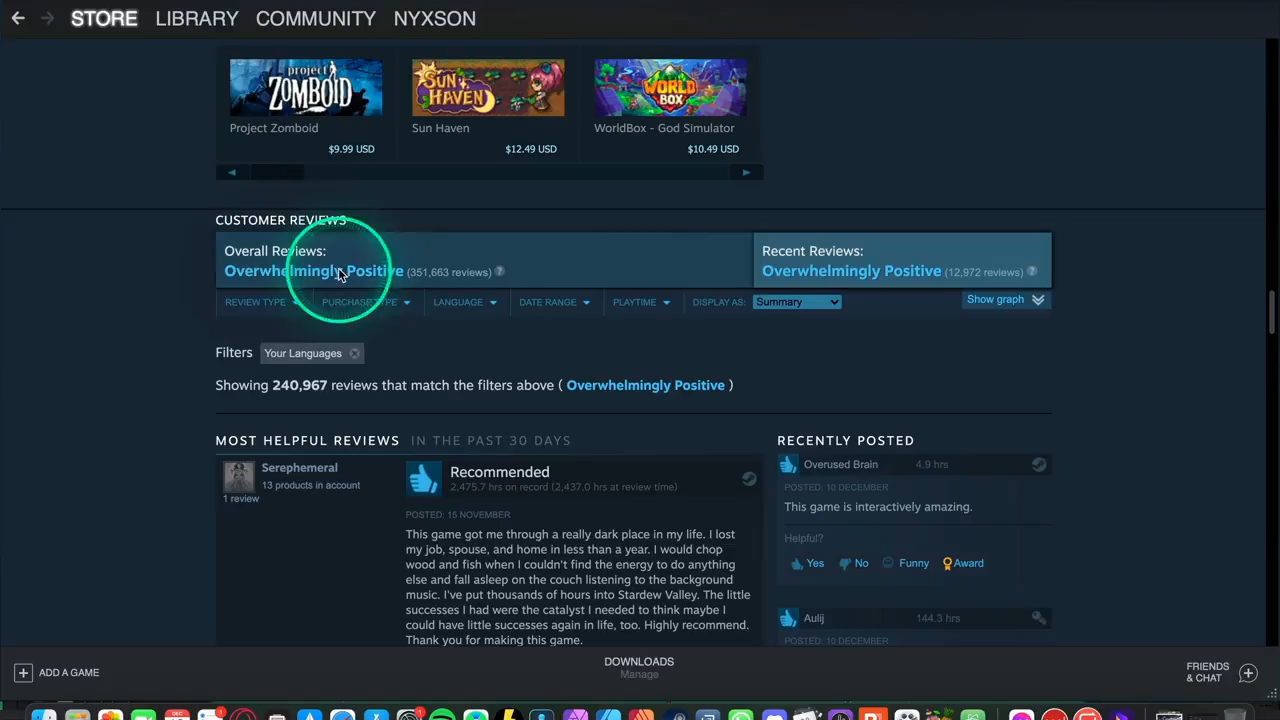 STORE LIBRARY COMMUNITY NYXSON
project ZOMBOID
SUN HAVEN
WORLD BOX
Project Zomboid
Sun Haven
WorldBox - God Simulator
$9.99 USD
$12.49 USD
$10.49 USD
CUSTOMER REVIEWS
Overall Reviews:
Overwhelmingly Positive (351,663 reviews) ?
Recent Reviews:
Overwhelmingly Positive (12,972 reviews) ?
REVIEW TYPE PURCHASE TYPE LANGUAGE DATE RANGE PLAYTIME DISPLAY AS: Summary
Show graph
Filters Your Languages
Showing 240,967 reviews that match the filters above ( Overwhelmingly Positive )
MOST HELPFUL REVIEWS IN THE PAST 30 DAYS
Serephemeral
13 products in account
1 review
Recommended
2,475.7 hrs on record (2,437.0 hrs at review time)
POSTED: 15 NOVEMBER
This game got me through a really dark place in my life. I lost
my job, spouse, and home in less than a year. I would chop
wood and fish when I couldn't find the energy to do anything
else and fall asleep on the couch listening to the background
music. I've put thousands of hours into Stardew Valley. The little
successes I had were the catalyst I needed to think maybe I
could have little successes again in life, too. Highly recommend.
Thank you for making this game.
RECENTLY POSTED
Overused Brain 4.9 hrs
POSTED: 10 DECEMBER
This game is interactively amazing.
Helpful?
Yes No Funny Award
Aulij 144.3 hrs
POSTED: 10 DECEMBER
+ ADD A GAME
DOWNLOADS
Manage
FRIENDS
& CHAT +